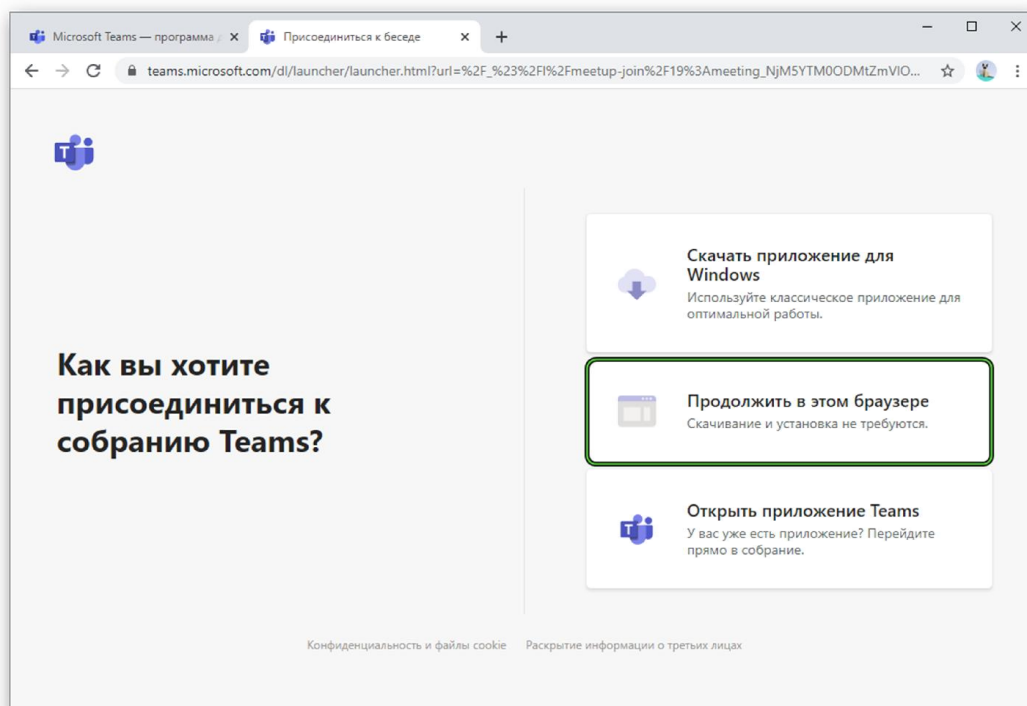 Microsoft Teams — программа д
Присоединиться к беседе
teams.microsoft.com/dl/launcher/launcher.html?url=%2F_%23%2Fl%2Fmeetup-join%2F19%3Ameeting_NjM5YTM0ODMtZmVlO...
Скачать приложение для
Windows
Используйте классическое приложение для
оптимальной работы.
Как вы хотите
присоединиться к
собранию Teams?
Продолжить в этом браузере
Скачивание и установка не требуются.
Открыть приложение Teams
У вас уже есть приложение? Перейдите
прямо в собрание.
Конфиденциальность и файлы cookie
Раскрытие информации о третьих лицах